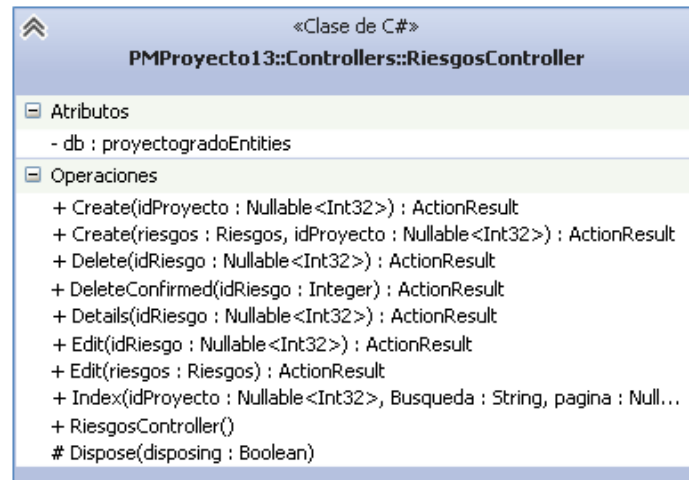 «Clase de C#»
PMProyecto13::Controllers::RiesgosController
Atributos
- db : proyectogradoEntities
Operaciones
+ Create(idProyecto : Nullable<Int32>) : ActionResult
+ Create(riesgos : Riesgos, idProyecto : Nullable<Int32>) : ActionResult
+ Delete(idRiesgo : Nullable<Int32>) : ActionResult
+ DeleteConfirmed(idRiesgo : Integer) : ActionResult
+ Details(idRiesgo : Nullable<Int32>) : ActionResult
+ Edit(idRiesgo : Nullable<Int32>) : ActionResult
+ Edit(riesgos : Riesgos) : ActionResult
+ Index(idProyecto : Nullable<Int32>, Busqueda : String, pagina : Null...
+ RiesgosController()
# Dispose(disposing : Boolean)